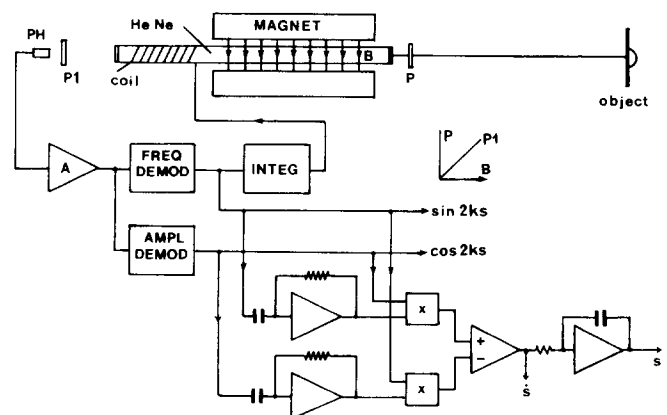 MAGNET
He Ne
PH
P1
coil
B
P
object
P
P1
B
A
FREQ
DEMOD
INTEG
sin 2ks
AMPL
DEMOD
cos 2ks
x
+
−
x
ṡ
s